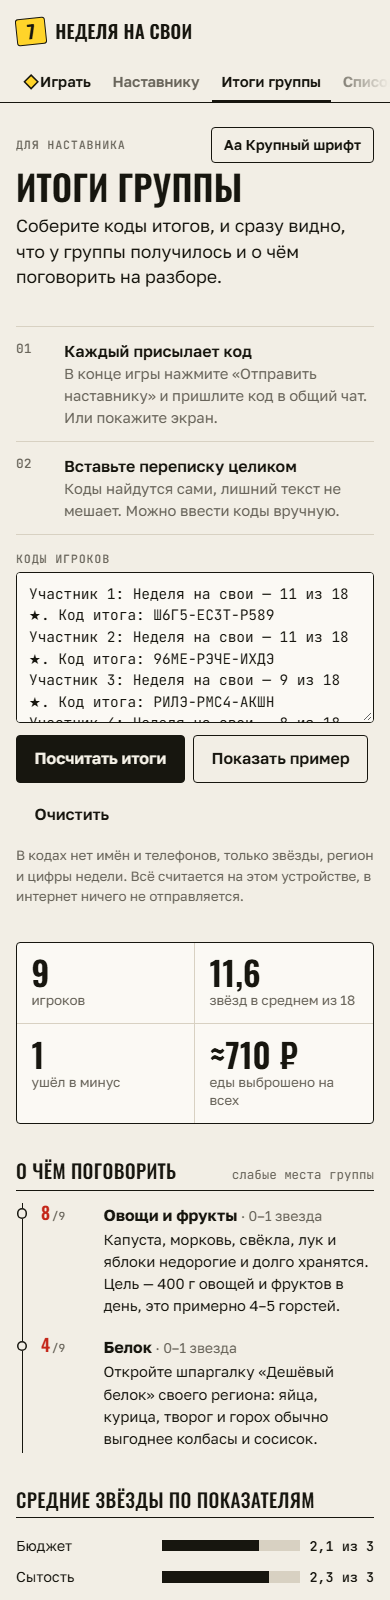 7 НЕДЕЛЯ НА СВОИ
Играть Наставнику Итоги группы
ДЛЯ НАСТАВНИКА
Aa Крупный шрифт
ИТОГИ ГРУППЫ
Соберите коды итогов, и сразу видно,
что у группы получилось и о чём
поговорить на разборе.
01 Каждый присылает код
В конце игры нажмите «Отправить
наставнику» и пришлите код в общий чат.
Или покажите экран.
02 Вставьте переписку целиком
Коды найдутся сами, лишний текст не
мешает. Можно ввести коды вручную.
КОДЫ ИГРОКОВ
Участник 1: Неделя на свои — 11 из 18
★. Код итога: Ш6Г5-ЕС3Т-Р589
Участник 2: Неделя на свои — 11 из 18
★. Код итога: 96МЕ-РЭЧЕ-ИХДЭ
Участник 3: Неделя на свои — 9 из 18
★. Код итога: РИЛЭ-РМС4-АКШН
Участник 4: Неделя на свои — 8 из 18
Посчитать итоги
Показать пример
Очистить
В кодах нет имён и телефонов, только звёзды, регион
и цифры недели. Всё считается на этом устройстве, в
интернет ничего не отправляется.
9
игроков
11,6
звёзд в среднем из 18
1
ушёл в минус
≈710 ₽
еды выброшено на
всех
О ЧЁМ ПОГОВОРИТЬ
слабые места группы
8/9 Овощи и фрукты · 0–1 звезда
Капуста, морковь, свёкла, лук и
яблоки недорогие и долго хранятся.
Цель — 400 г овощей и фруктов в
день, это примерно 4–5 горстей.
4/9 Белок · 0–1 звезда
Откройте шпаргалку «Дешёвый
белок» своего региона: яйца,
курица, творог и горох обычно
выгоднее колбасы и сосисок.
СРЕДНИЕ ЗВЁЗДЫ ПО ПОКАЗАТЕЛЯМ
Бюджет 2,1 из 3
Сытость 2,3 из 3